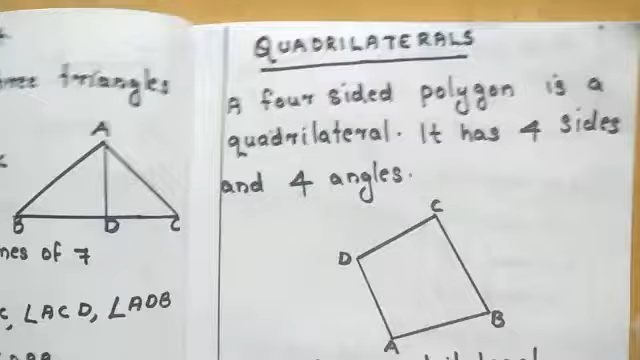 triangles
A
B D C
of 7
∠ACD, ∠ADB
QUADRILATERALS
A four sided polygon is a
quadrilateral. It has 4 sides
and 4 angles.
C
D
B
A